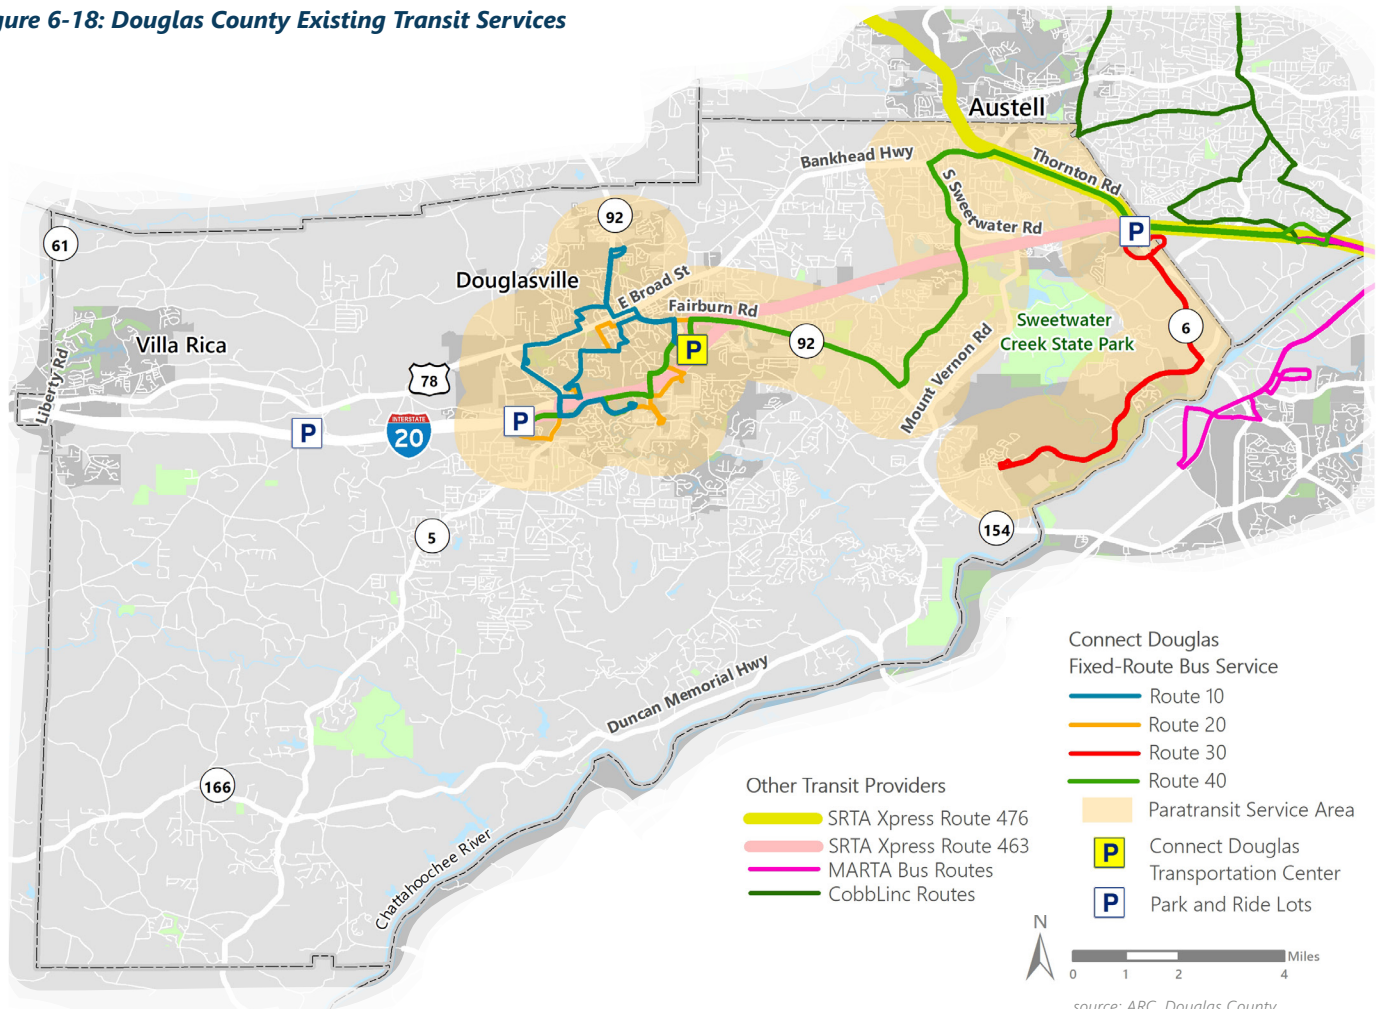 gure 6-18: Douglas County Existing Transit Services
Austell
Bankhead Hwy
Thornton Rd
S Sweetwater Rd
92
61
P
Douglasville
E Broad St
Fairburn Rd
Sweetwater
Creek State Park
6
92
P
Villa Rica
Liberty Rd
78
Mount Vernon Rd
P
P
INTERSTATE
20
154
5
Duncan Memorial Hwy
166
Chattahoochee River
Connect Douglas
Fixed-Route Bus Service
Route 10
Route 20
Route 30
Route 40
Paratransit Service Area
P
Connect Douglas
Transportation Center
P
Park and Ride Lots
Other Transit Providers
SRTA Xpress Route 476
SRTA Xpress Route 463
MARTA Bus Routes
CobbLinc Routes
N
Miles
0 1 2 4
source: ARC, Douglas County